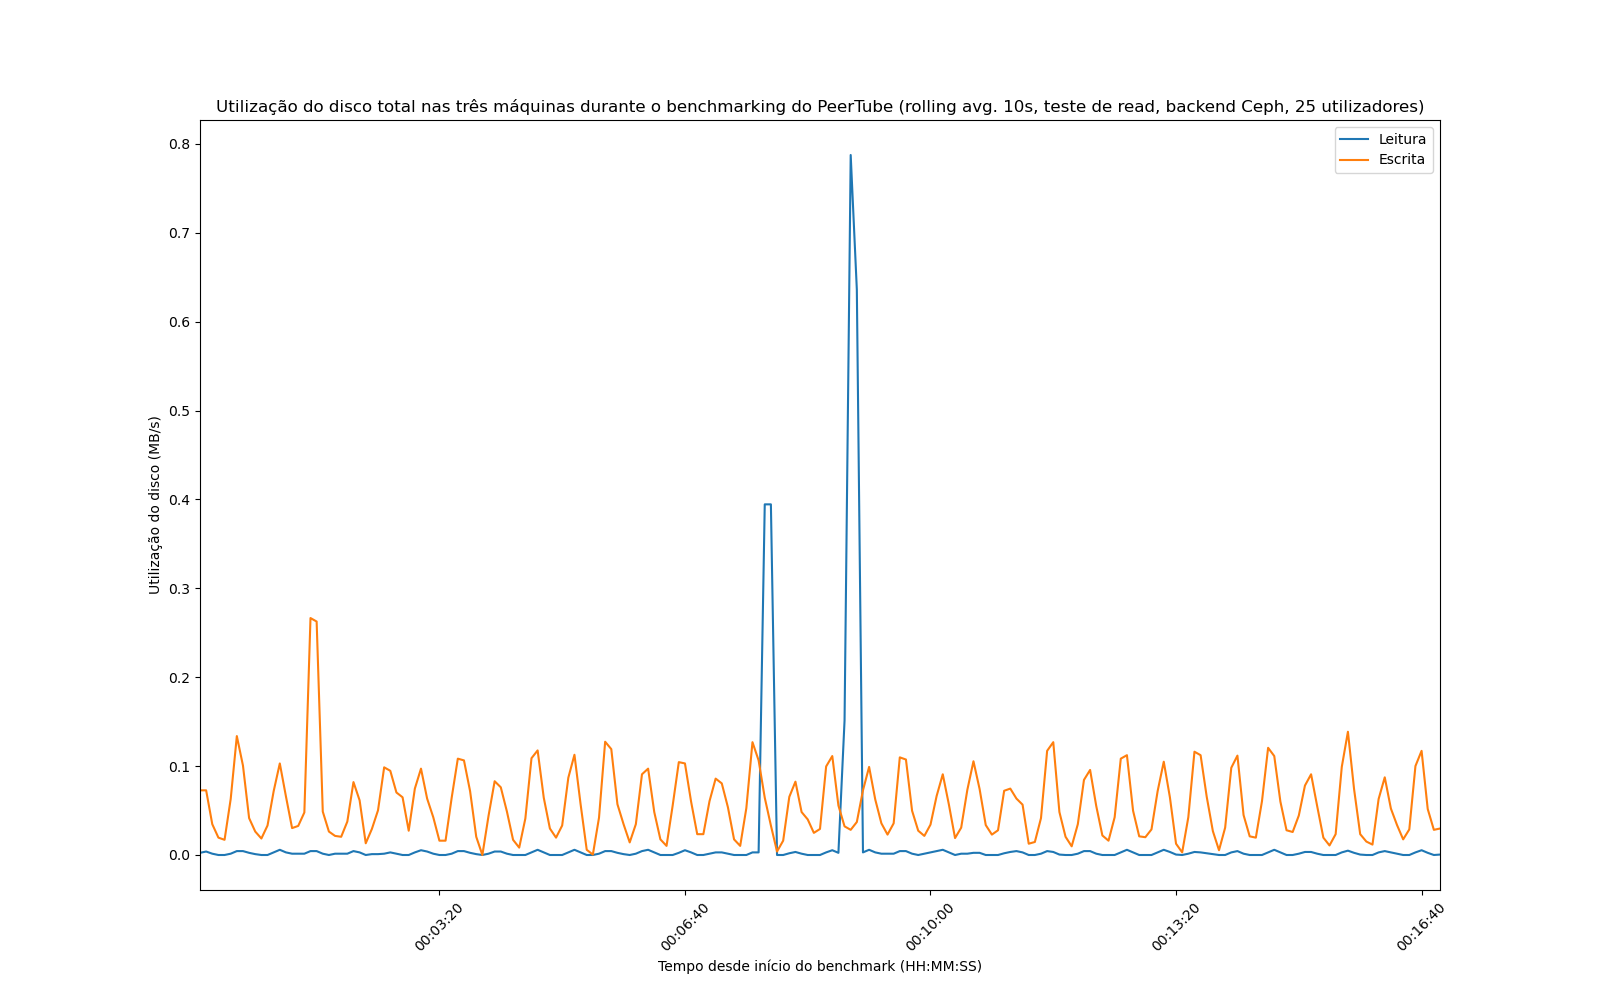 Utilização do disco total nas três máquinas durante o benchmarking do PeerTube (rolling avg. 10s, teste de read, backend Ceph, 25 utilizadores)
Leitura
Escrita
0.8
0.7
0.6
0.5
0.4
0.3
0.2
0.1
0.0
Utilização do disco (MB/s)
00:03:20
00:06:40
00:10:00
00:13:20
00:16:40
Tempo desde início do benchmark (HH:MM:SS)